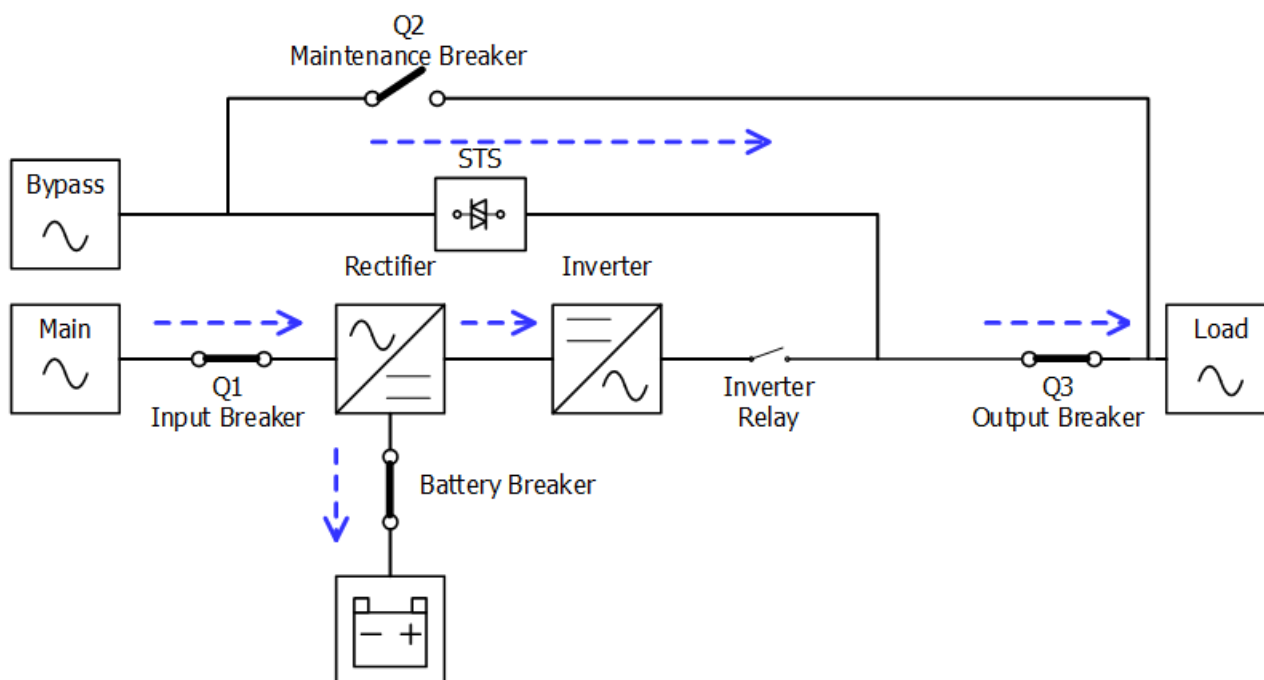 Q2
Maintenance Breaker
STS
Bypass
Rectifier
Inverter
Main
Load
Q1
Input Breaker
Inverter
Relay
Q3
Output Breaker
Battery Breaker